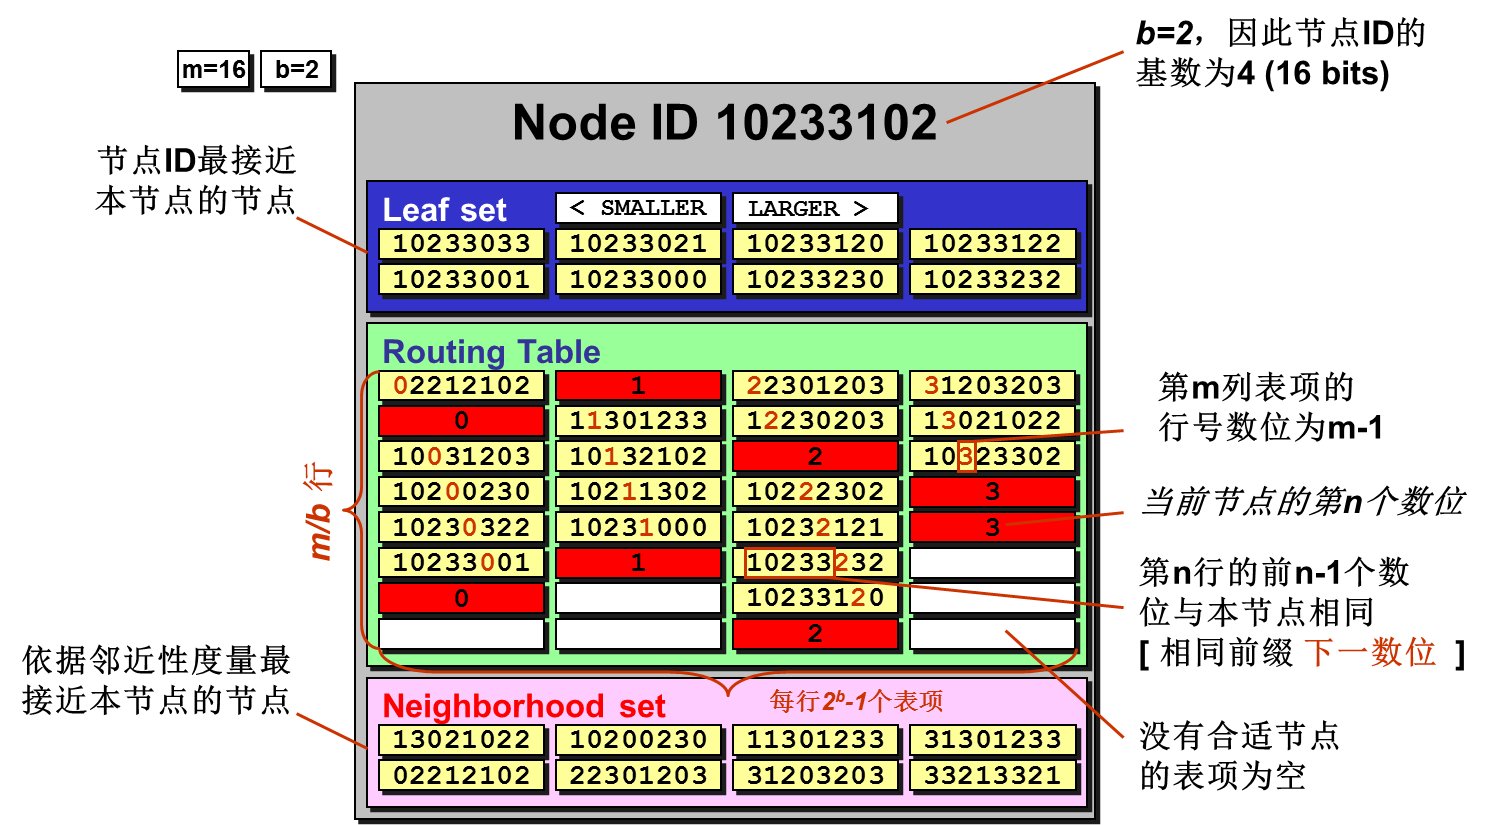 b=2，因此节点ID的
基数为4 (16 bits)
m=16 b=2
Node ID 10233102
节点ID最接近
本节点的节点
Leaf set < SMALLER LARGER >
10233033 10233021 10233120 10233122
10233001 10233000 10233230 10233232
Routing Table
02212102 1 22301203 31203203
0 11301233 12230203 13021022
10031203 10132102 2 10323302
10200230 10211302 10222302 3
10230322 10231000 10232121 3
10233001 1 10233232
0 10233120
2
m/b 行
第m列表项的
行号数位为m-1
当前节点的第n个数位
第n行的前n-1个数
位与本节点相同
[ 相同前缀 下一数位 ]
依据邻近性度量最
接近本节点的节点
Neighborhood set 每行2ᵇ-1个表项
13021022 10200230 11301233 31301233
02212102 22301203 31203203 33213321
没有合适节点
的表项为空